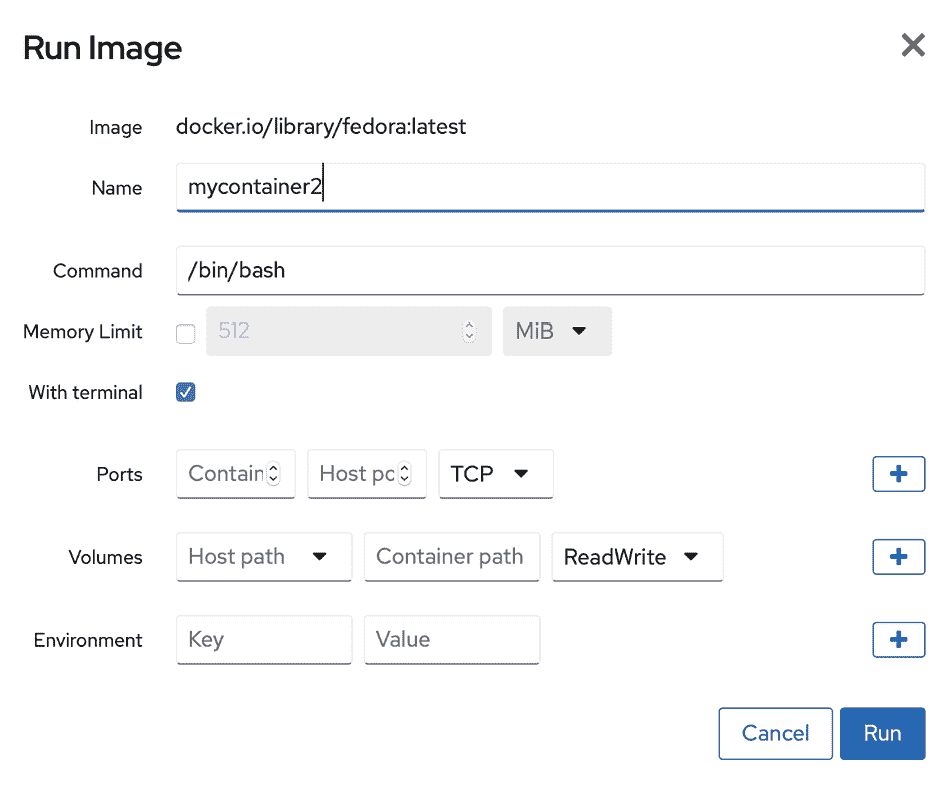 Run Image
Image docker.io/library/fedora:latest
Name mycontainer2
Command /bin/bash
Memory Limit 512 MiB
With terminal
Ports Contain Host po TCP
Volumes Host path Container path ReadWrite
Environment Key Value
Cancel Run